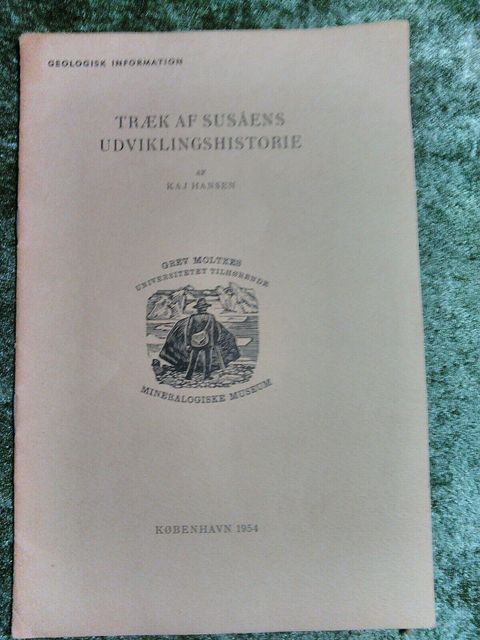 GEOLOGISK INFORMATION
TRÆK AF SUSÅENS
UDVIKLINGSHISTORIE
AF
KAJ HANSEN
GREV MOLTKES
UNIVERSITETET TILHØRENDE
MINERALOGISKE MUSEUM
KØBENHAVN 1954